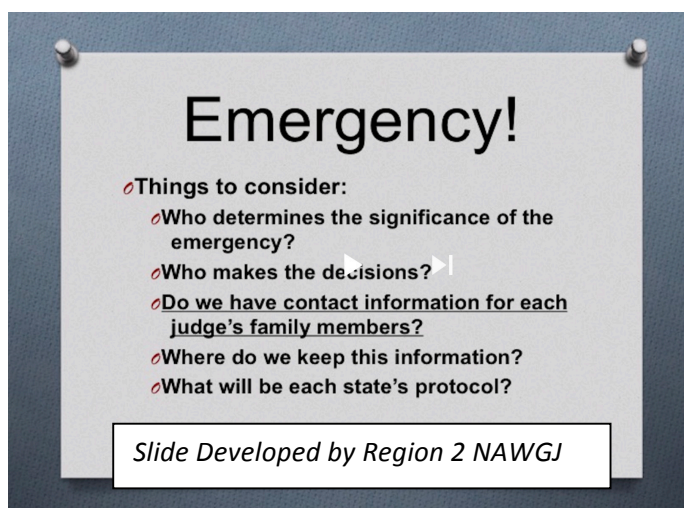 Emergency!
Things to consider:
Who determines the significance of the
emergency?
Who makes the decisions?
Do we have contact information for each
judge's family members?
Where do we keep this information?
What will be each state's protocol?
Slide Developed by Region 2 NAWGJ